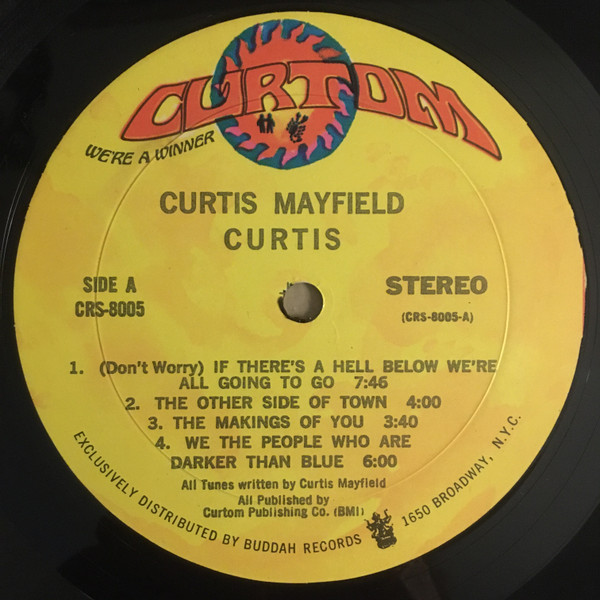 CURTOM
WE'RE A WINNER
CURTIS MAYFIELD
CURTIS
SIDE A
CRS-8005
STEREO
(CRS-8005-A)
1. (Don't Worry) IF THERE'S A HELL BELOW WE'RE
ALL GOING TO GO 7:46
2. THE OTHER SIDE OF TOWN 4:00
3. THE MAKINGS OF YOU 3:40
4. WE THE PEOPLE WHO ARE
DARKER THAN BLUE 6:00
All Tunes written by Curtis Mayfield
All Published by
Curtom Publishing Co. (BMI)
EXCLUSIVELY DISTRIBUTED BY BUDDAH RECORDS 1650 BROADWAY, N.Y.C.